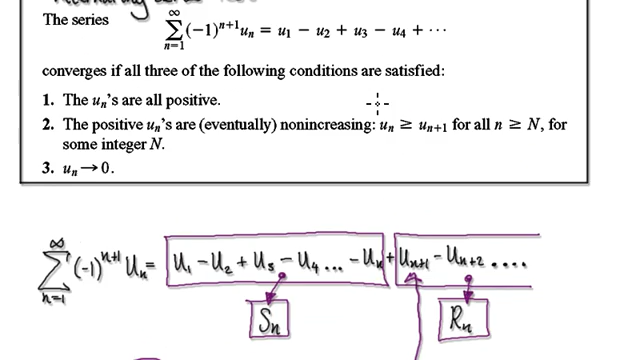 Alternating Series Test
The series ∑_{n=1}^{∞} (−1)^{n+1} u_n = u_1 − u_2 + u_3 − u_4 + ⋯
converges if all three of the following conditions are satisfied:
1. The u_n's are all positive.
2. The positive u_n's are (eventually) nonincreasing: u_n ≥ u_{n+1} for all n ≥ N, for
some integer N.
3. u_n → 0.
∑_{n=1}^{∞} (-1)^{n+1} U_n = U_1 − U_2 + U_3 − U_4 ... − U_n + U_{n+1} − U_{n+2} ....
S_n R_n